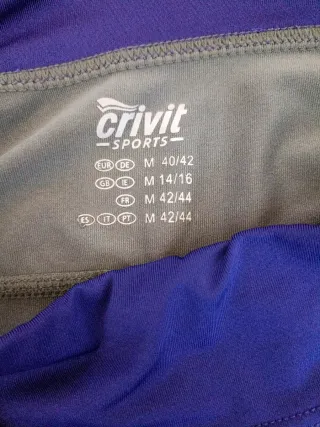 crivit
SPORTS
EUR DE M 40/42
GB IE M 14/16
FR M 42/44
ES IT PT M 42/44